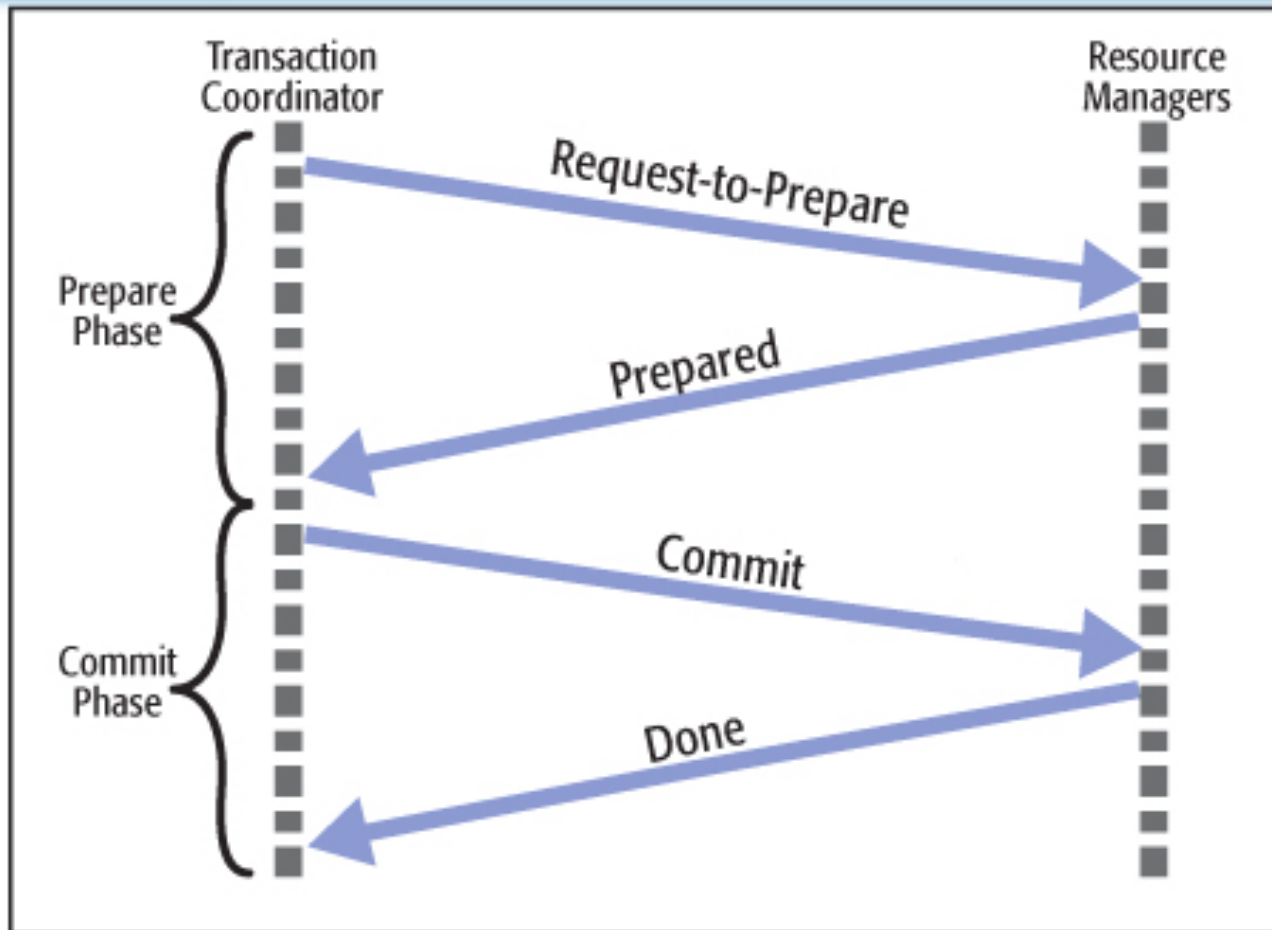 Transaction
Coordinator
Resource
Managers
Request-to-Prepare
Prepare
Phase
Prepared
Commit
Commit
Phase
Done